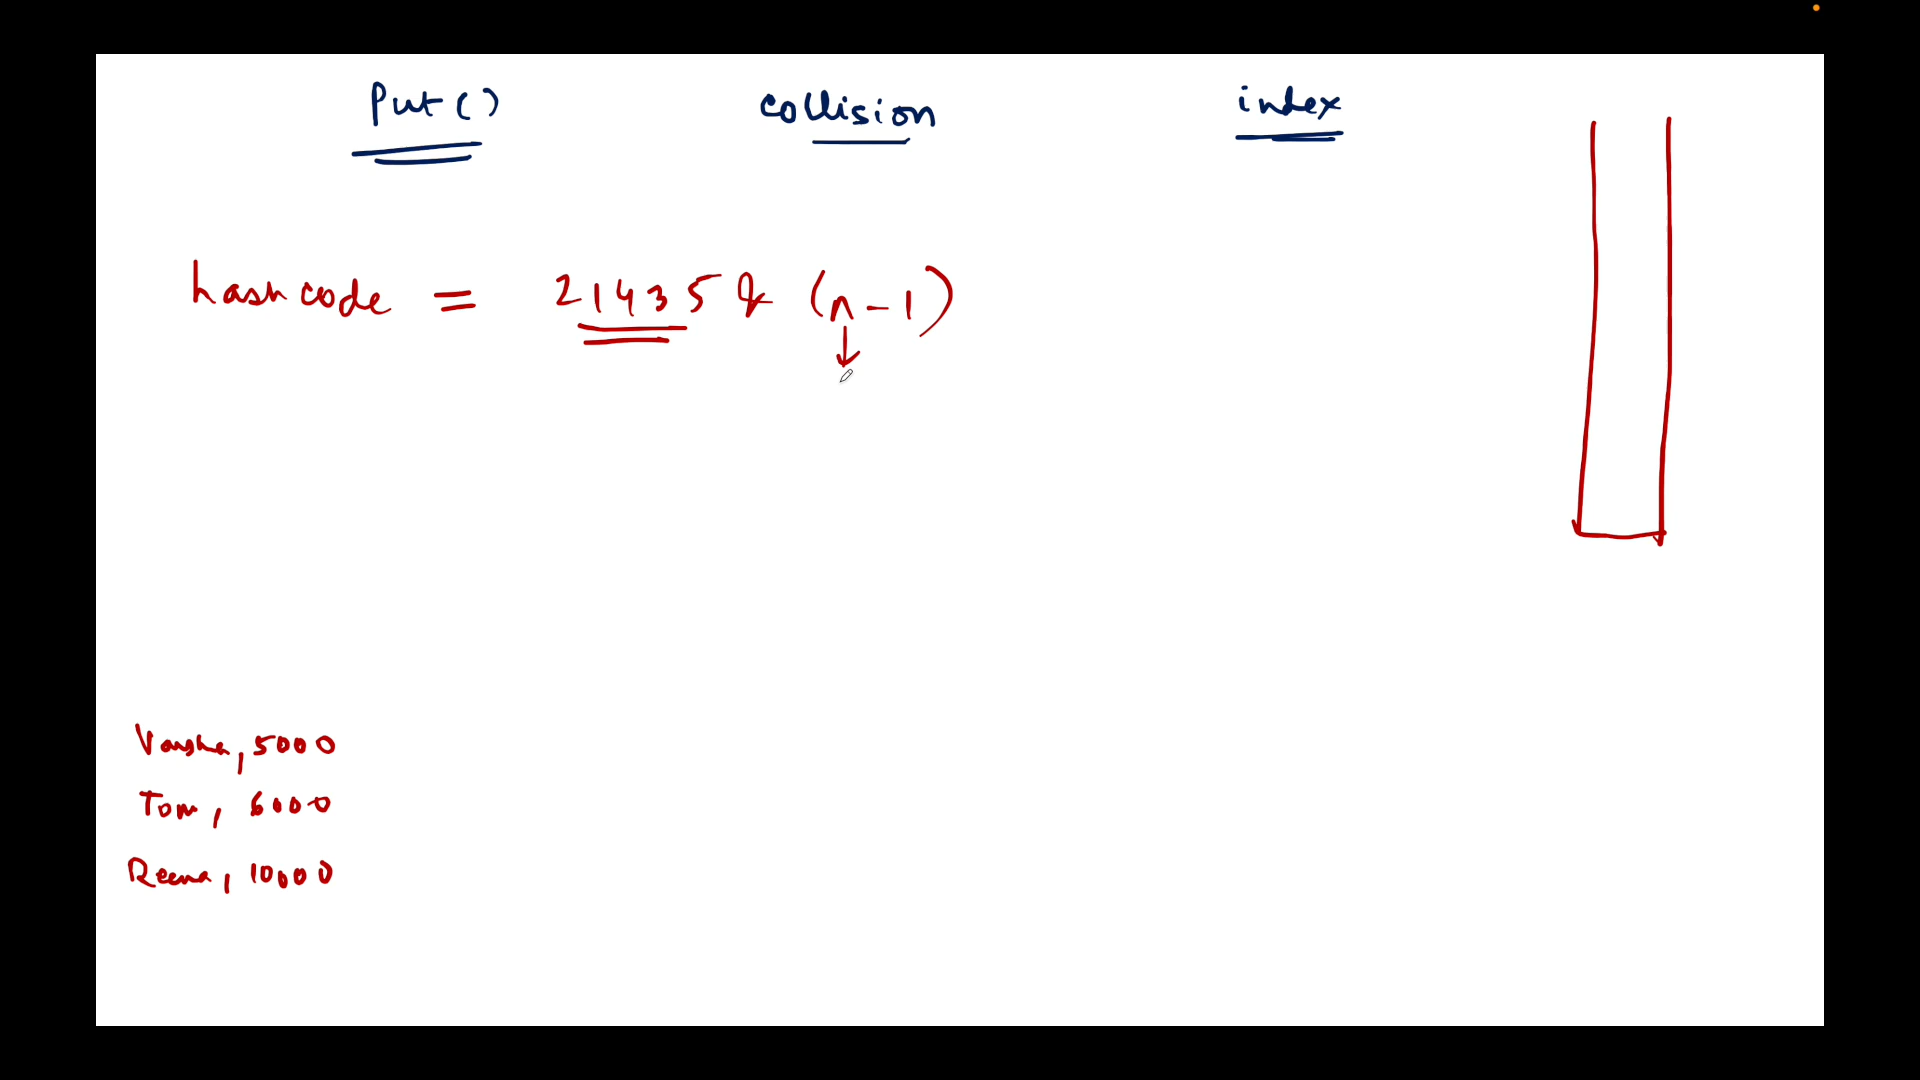 Put() collision index
hashcode = 21435 & (n-1)
Varsha, 5000
Tom, 6000
Reena, 10000